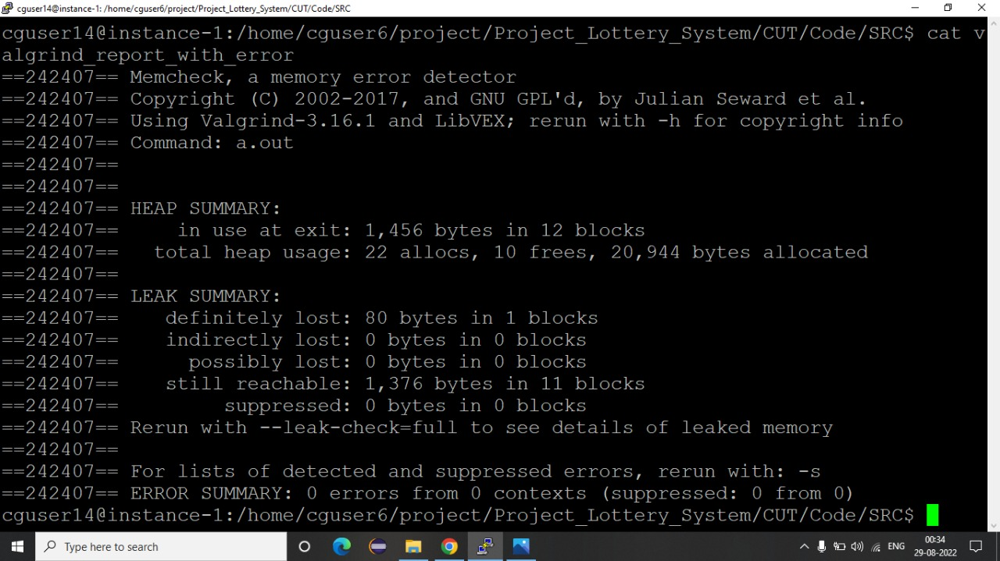 cguser14@instance-1: /home/cguser6/project/Project_Lottery_System/CUT/Code/SRC
cguser14@instance-1:/home/cguser6/project/Project_Lottery_System/CUT/Code/SRC$ cat v
algrind_report_with_error
==242407== Memcheck, a memory error detector
==242407== Copyright (C) 2002-2017, and GNU GPL'd, by Julian Seward et al.
==242407== Using Valgrind-3.16.1 and LibVEX; rerun with -h for copyright info
==242407== Command: a.out
==242407==
==242407==
==242407== HEAP SUMMARY:
==242407==     in use at exit: 1,456 bytes in 12 blocks
==242407==   total heap usage: 22 allocs, 10 frees, 20,944 bytes allocated
==242407==
==242407== LEAK SUMMARY:
==242407==    definitely lost: 80 bytes in 1 blocks
==242407==    indirectly lost: 0 bytes in 0 blocks
==242407==      possibly lost: 0 bytes in 0 blocks
==242407==    still reachable: 1,376 bytes in 11 blocks
==242407==         suppressed: 0 bytes in 0 blocks
==242407== Rerun with --leak-check=full to see details of leaked memory
==242407==
==242407== For lists of detected and suppressed errors, rerun with: -s
==242407== ERROR SUMMARY: 0 errors from 0 contexts (suppressed: 0 from 0)
cguser14@instance-1:/home/cguser6/project/Project_Lottery_System/CUT/Code/SRC$
Type here to search
ENG
00:34
29-08-2022